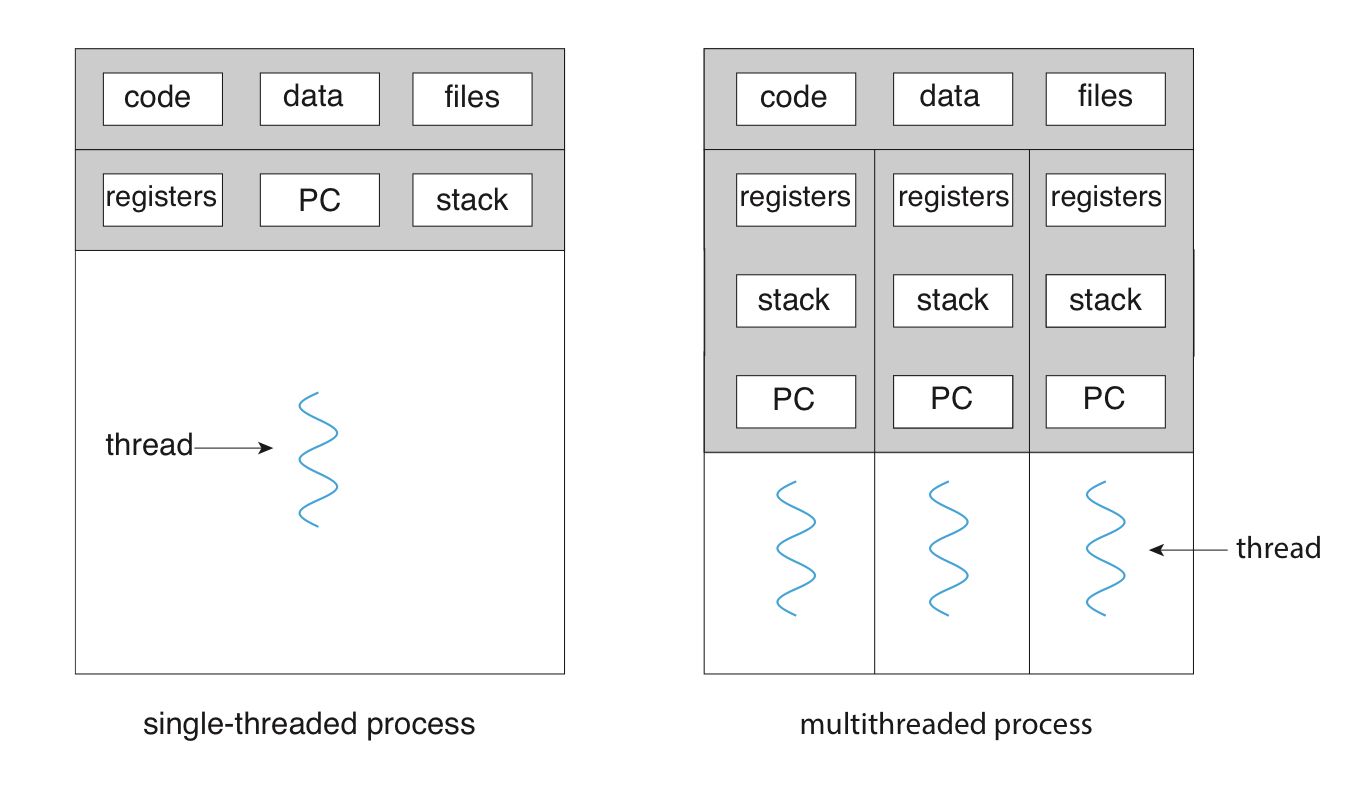 code data files
registers PC stack
thread
single-threaded process
code data files
registers registers registers
stack stack stack
PC PC PC
thread
multithreaded process